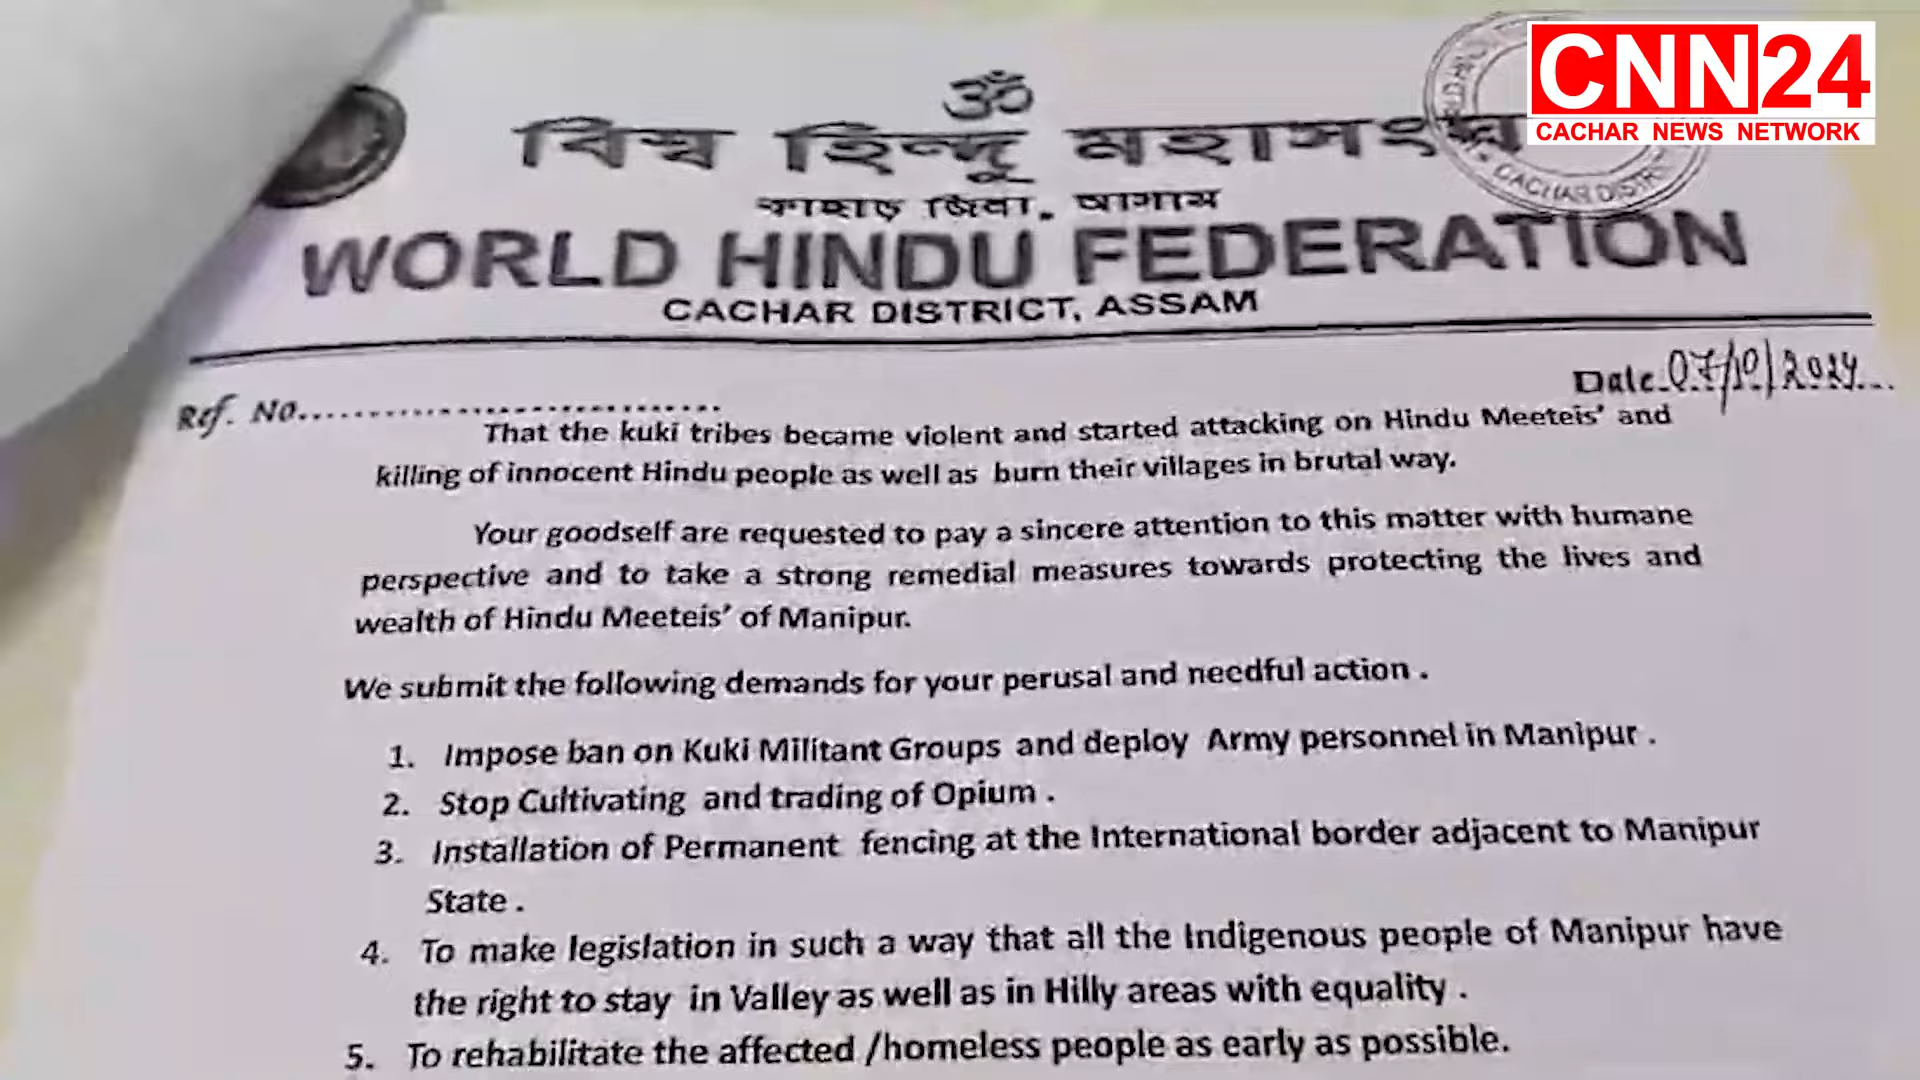 CNN24
CACHAR NEWS NETWORK
ॐ
বিশ্ব হিন্দু মহাসংঘ
কাছাড় জিলা, আসাম
WORLD HINDU FEDERATION
CACHAR DISTRICT, ASSAM
CACHAR DISTRI
Ref. No.
Date 07/10/2024
That the kuki tribes became violent and started attacking on Hindu Meeteis' and
killing of innocent Hindu people as well as burn their villages in brutal way.
Your goodself are requested to pay a sincere attention to this matter with humane
perspective and to take a strong remedial measures towards protecting the lives and
wealth of Hindu Meeteis' of Manipur.
We submit the following demands for your perusal and needful action .
1. Impose ban on Kuki Militant Groups and deploy Army personnel in Manipur .
2. Stop Cultivating and trading of Opium .
3. Installation of Permanent fencing at the International border adjacent to Manipur
State .
4. To make legislation in such a way that all the Indigenous people of Manipur have
the right to stay in Valley as well as in Hilly areas with equality .
5. To rehabilitate the affected /homeless people as early as possible.